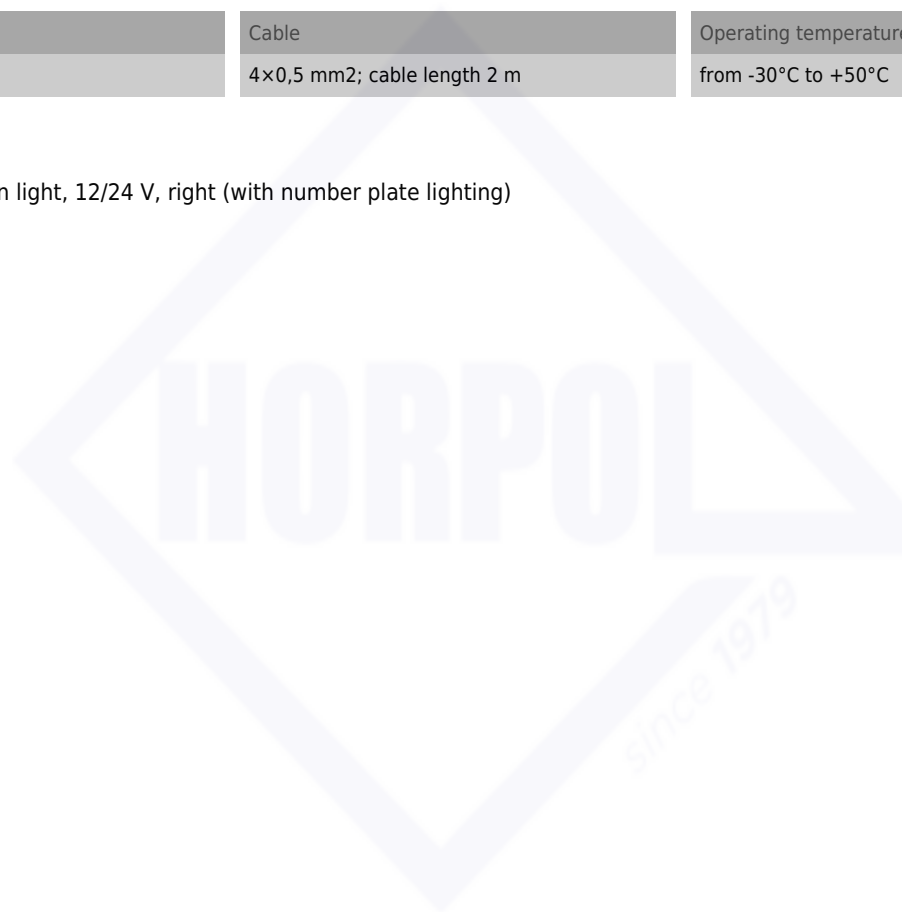 Cable
Operating temperature
4×0,5 mm2; cable length 2 m
from -30°C to +50°C
light, 12/24 V, right (with number plate lighting)
HORPOL
since 1979